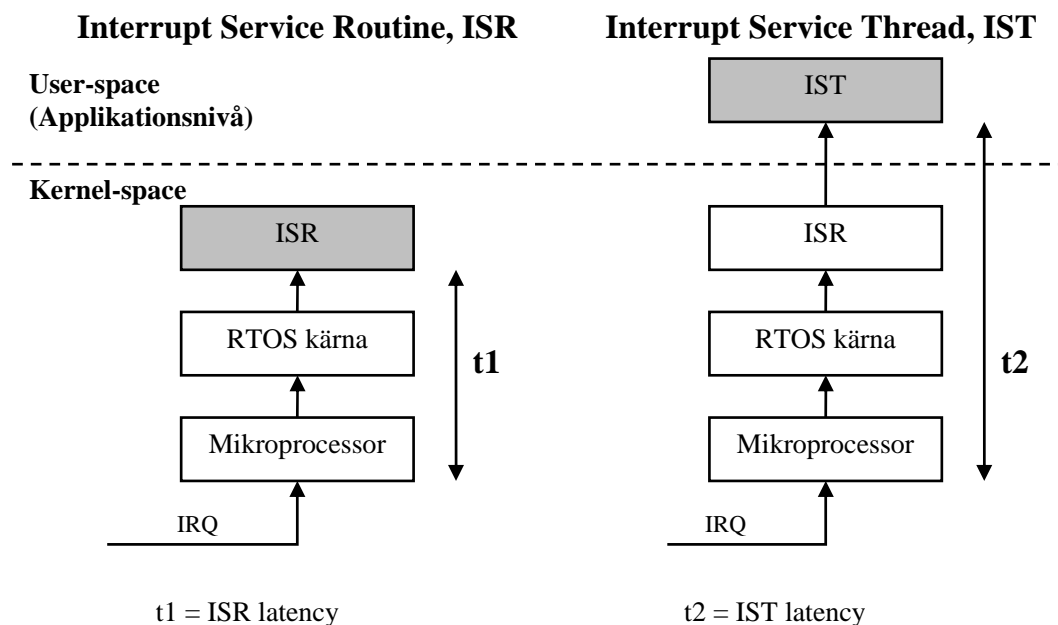 Interrupt Service Routine, ISR
Interrupt Service Thread, IST
User-space
(Applikationsnivå)
IST
Kernel-space
ISR
ISR
RTOS kärna
RTOS kärna
t1
t2
Mikroprocessor
Mikroprocessor
IRQ
IRQ
t1 = ISR latency
t2 = IST latency